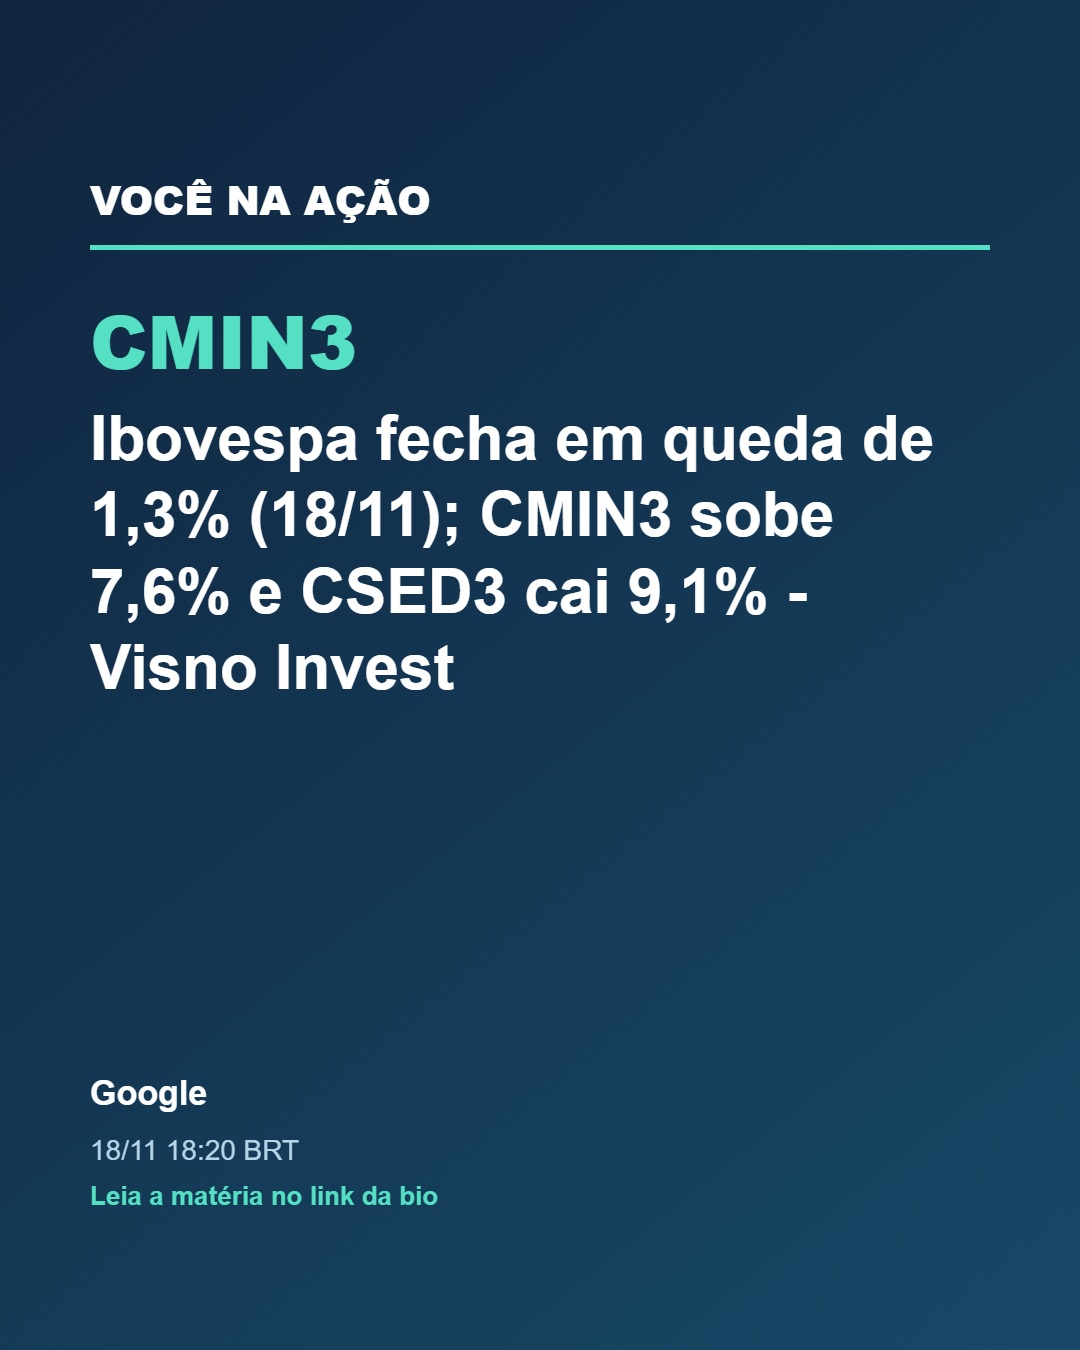 VOCÊ NA AÇÃO
CMIN3
Ibovespa fecha em queda de
1,3% (18/11); CMIN3 sobe
7,6% e CSED3 cai 9,1% -
Visno Invest
Google
18/11 18:20 BRT
Leia a matéria no link da bio